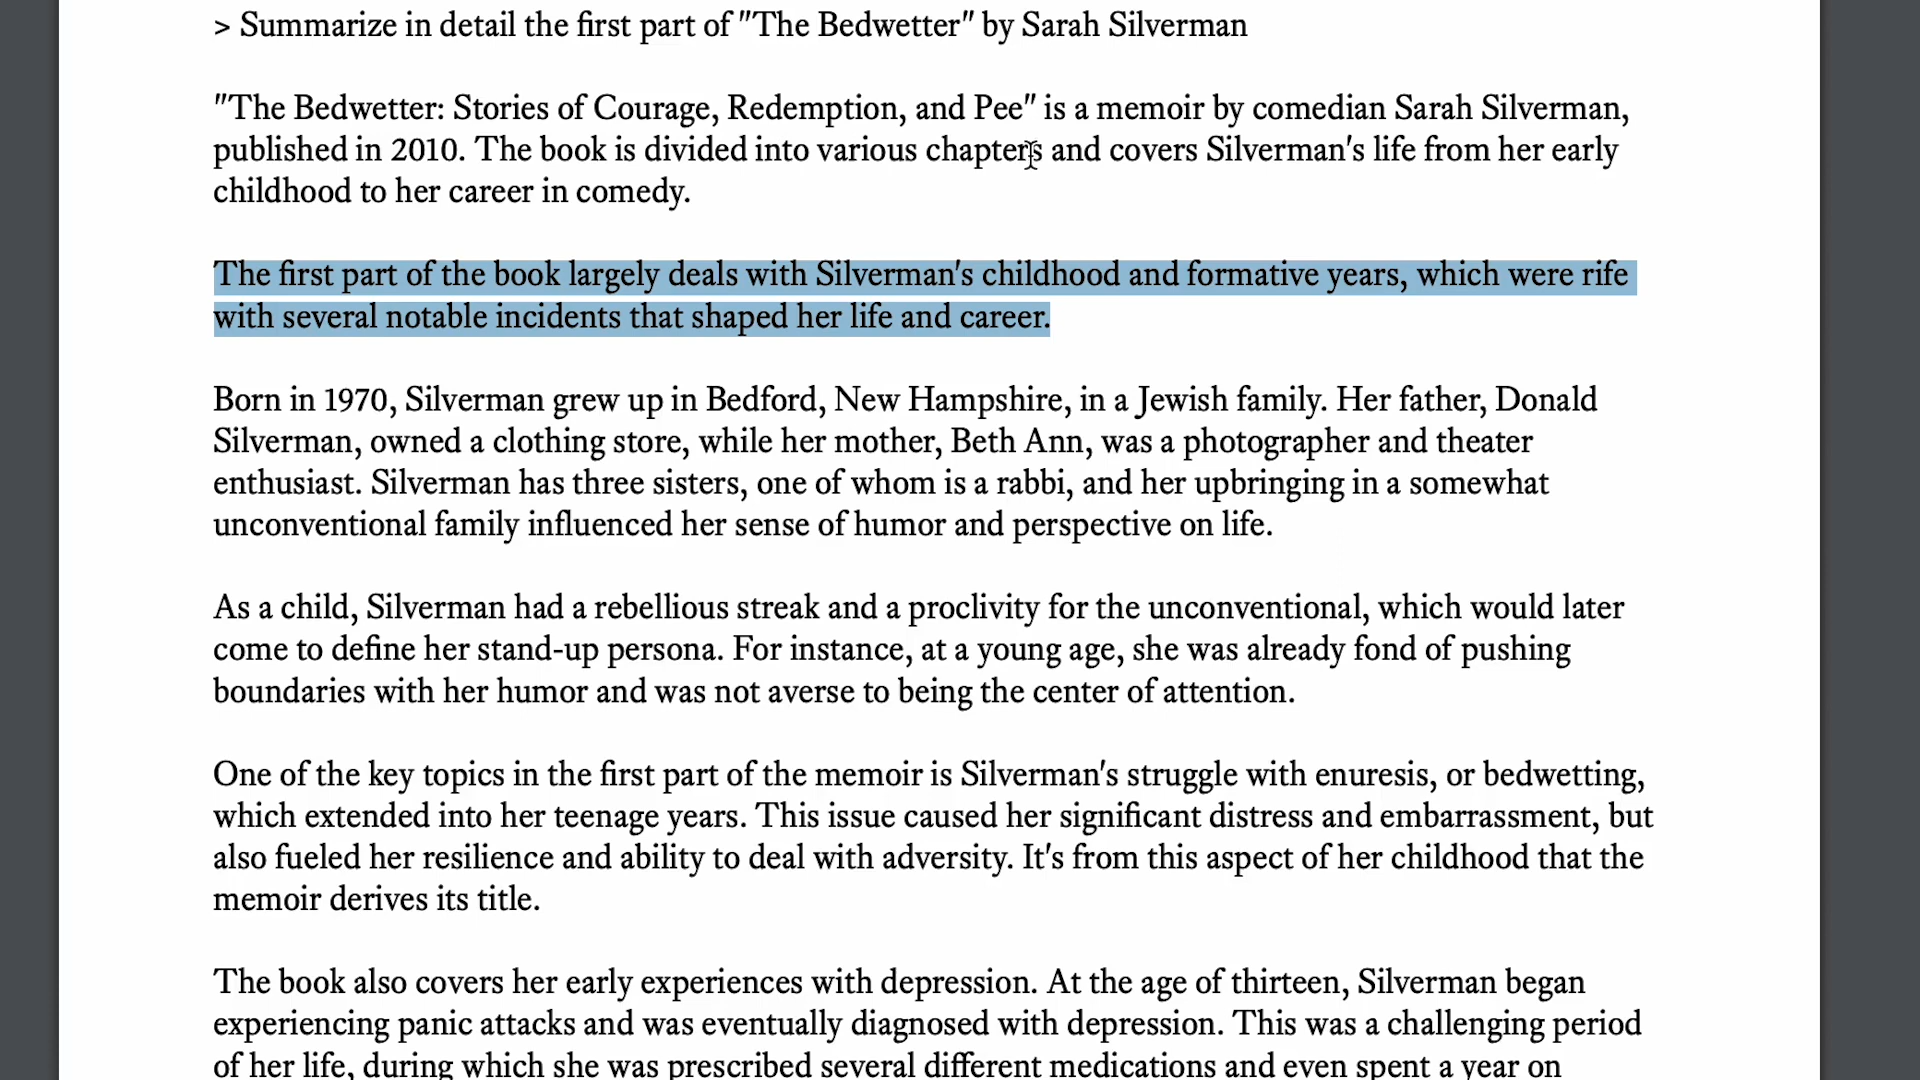 > Summarize in detail the first part of "The Bedwetter" by Sarah Silverman
"The Bedwetter: Stories of Courage, Redemption, and Pee" is a memoir by comedian Sarah Silverman,
published in 2010. The book is divided into various chapters and covers Silverman's life from her early
childhood to her career in comedy.
The first part of the book largely deals with Silverman's childhood and formative years, which were rife
with several notable incidents that shaped her life and career.
Born in 1970, Silverman grew up in Bedford, New Hampshire, in a Jewish family. Her father, Donald
Silverman, owned a clothing store, while her mother, Beth Ann, was a photographer and theater
enthusiast. Silverman has three sisters, one of whom is a rabbi, and her upbringing in a somewhat
unconventional family influenced her sense of humor and perspective on life.
As a child, Silverman had a rebellious streak and a proclivity for the unconventional, which would later
come to define her stand-up persona. For instance, at a young age, she was already fond of pushing
boundaries with her humor and was not averse to being the center of attention.
One of the key topics in the first part of the memoir is Silverman's struggle with enuresis, or bedwetting,
which extended into her teenage years. This issue caused her significant distress and embarrassment, but
also fueled her resilience and ability to deal with adversity. It's from this aspect of her childhood that the
memoir derives its title.
The book also covers her early experiences with depression. At the age of thirteen, Silverman began
experiencing panic attacks and was eventually diagnosed with depression. This was a challenging period
of her life, during which she was prescribed several different medications and even spent a year on